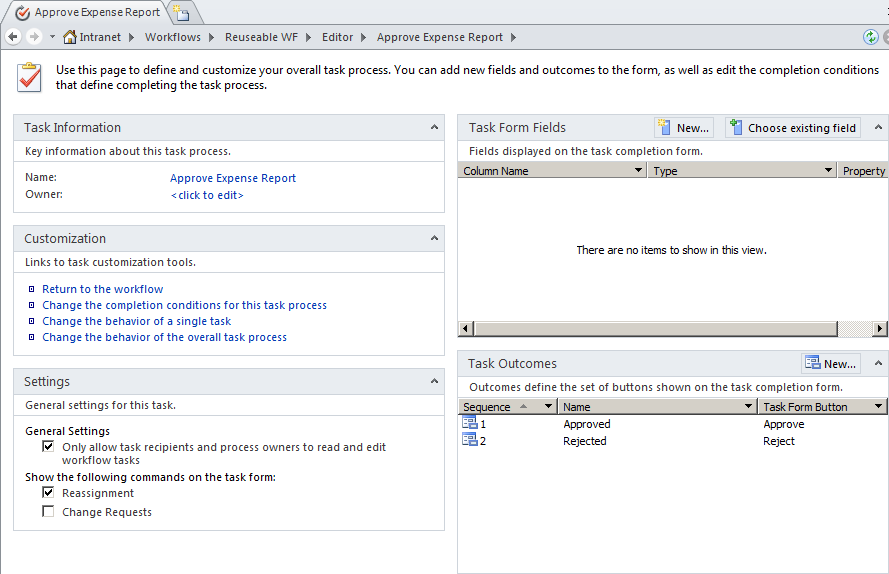 Approve Expense Report
Intranet Workflows Reuseable WF Editor Approve Expense Report
Use this page to define and customize your overall task process. You can add new fields and outcomes to the form, as well as edit the completion conditions
that define completing the task process.
Task Information
Key information about this task process.
Name: Approve Expense Report
Owner: <click to edit>
Customization
Links to task customization tools.
Return to the workflow
Change the completion conditions for this task process
Change the behavior of a single task
Change the behavior of the overall task process
Settings
General settings for this task.
General Settings
Only allow task recipients and process owners to read and edit
workflow tasks
Show the following commands on the task form:
Reassignment
Change Requests
Task Form Fields New... Choose existing field
Fields displayed on the task completion form.
Column Name Type Property
There are no items to show in this view.
Task Outcomes New...
Outcomes define the set of buttons shown on the task completion form.
Sequence Name Task Form Button
1 Approved Approve
2 Rejected Reject